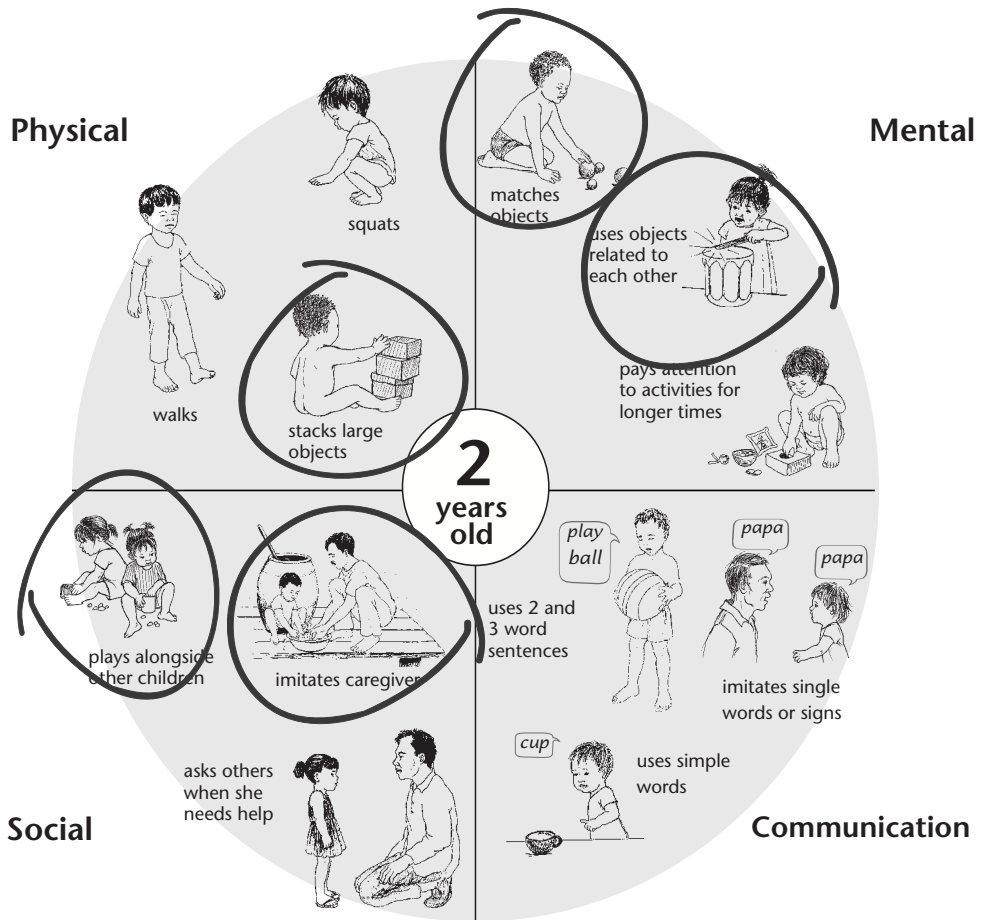 Physical
Mental
squats
matches
objects
uses objects
related to
each other
walks
stacks large
objects
pays attention
to activities for
longer times
2
years
old
plays alongside
other children
imitates caregiver
asks others
when she
needs help
Social
play
ball
papa
papa
uses 2 and
3 word
sentences
imitates single
words or signs
cup
uses simple
words
Communication